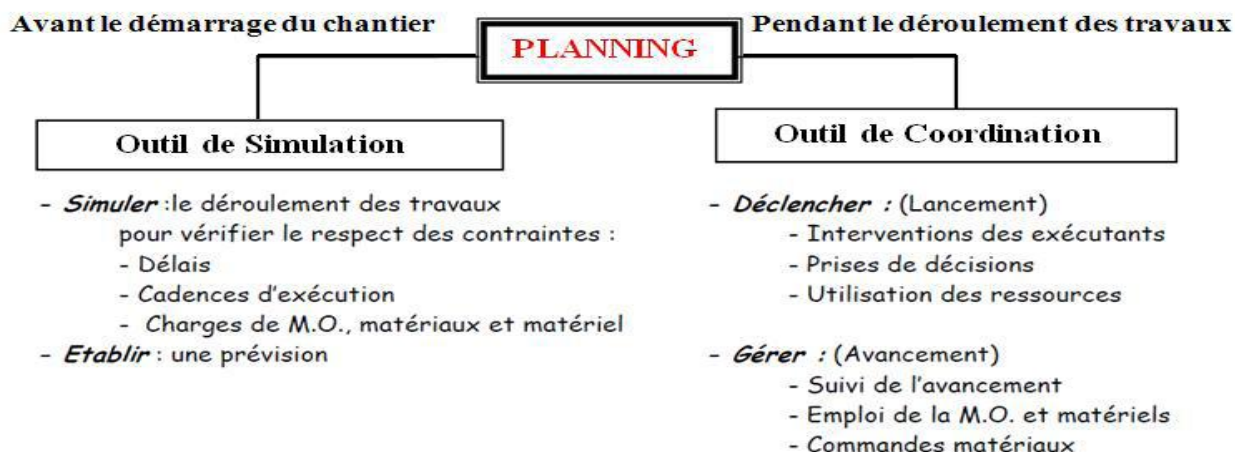 Avant le démarrage du chantier
PLANNING
Pendant le déroulement des travaux
Outil de Simulation
- Simuler :le déroulement des travaux
pour vérifier le respect des contraintes :
- Délais
- Cadences d'exécution
- Charges de M.O., matériaux et matériel
- Etablir : une prévision
Outil de Coordination
- Déclencher : (Lancement)
- Interventions des exécutants
- Prises de décisions
- Utilisation des ressources
- Gérer : (Avancement)
- Suivi de l'avancement
- Emploi de la M.O. et matériels
- Commandes matériaux